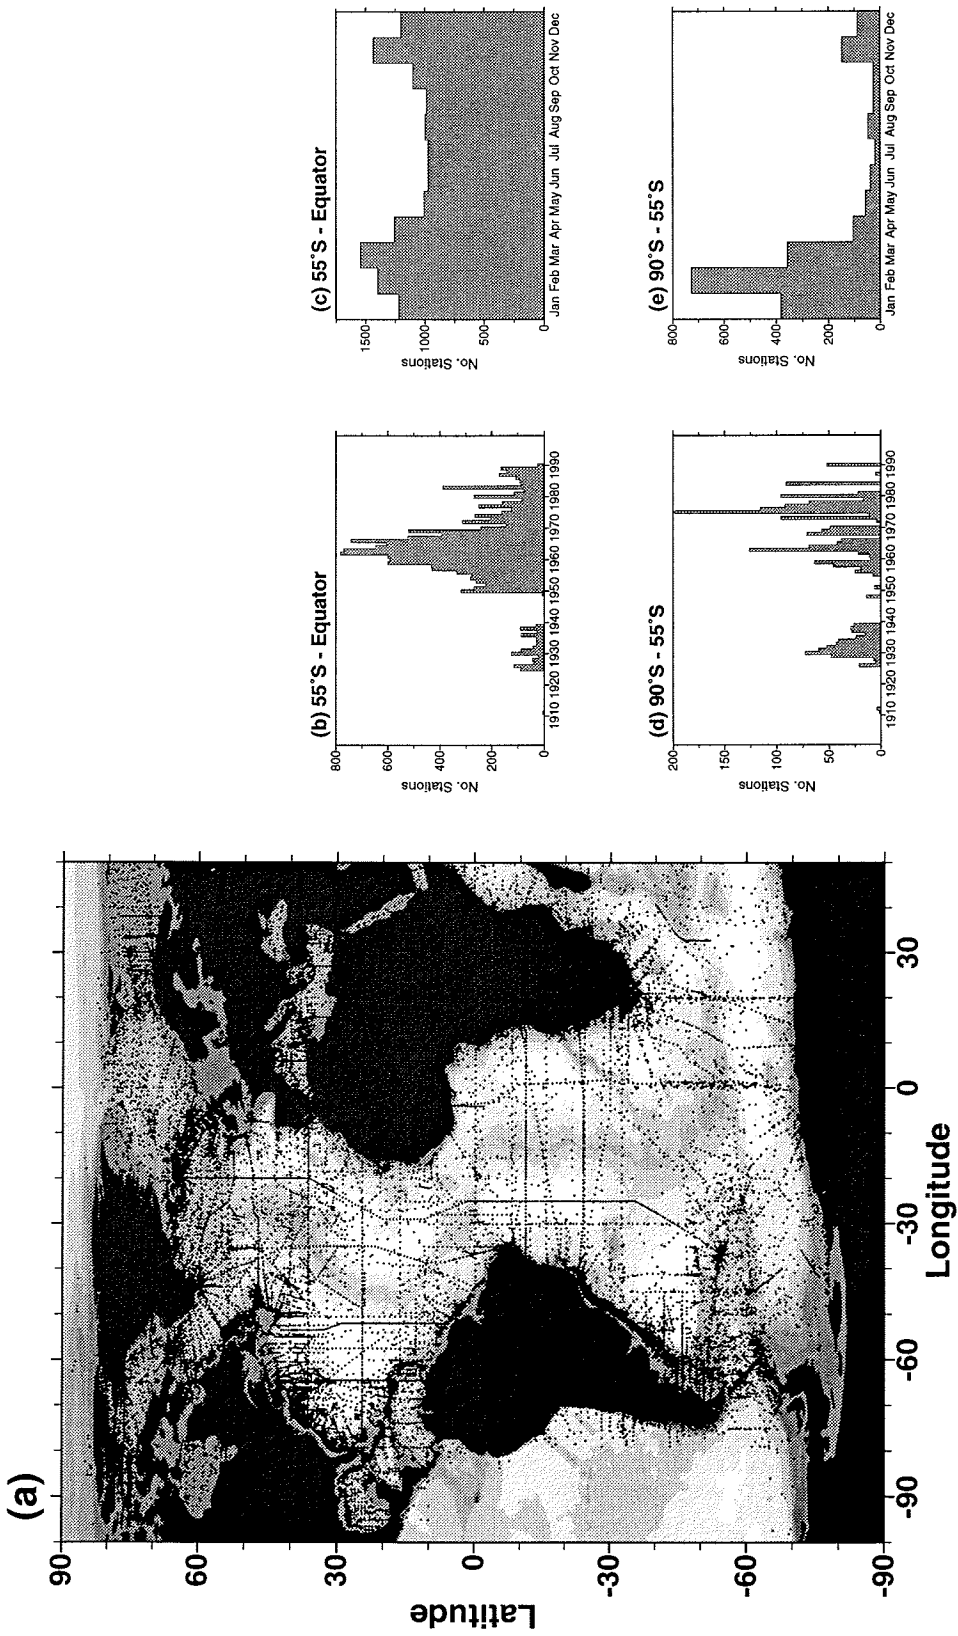 (a)
90
60
30
0
-30
-60
-90
Latitude
-90
-60
-30
0
30
Longitude
(b) 55°S - Equator
800
600
400
200
0
No. Stations
1910 1920 1930 1940 1950 1960 1970 1980 1990
(c) 55°S - Equator
1500
1000
500
0
No. Stations
Jan Feb Mar Apr May Jun Jul Aug Sep Oct Nov Dec
(d) 90°S - 55°S
200
150
100
50
0
No. Stations
1910 1920 1930 1940 1950 1960 1970 1980 1990
(e) 90°S - 55°S
800
600
400
200
0
No. Stations
Jan Feb Mar Apr May Jun Jul Aug Sep Oct Nov Dec